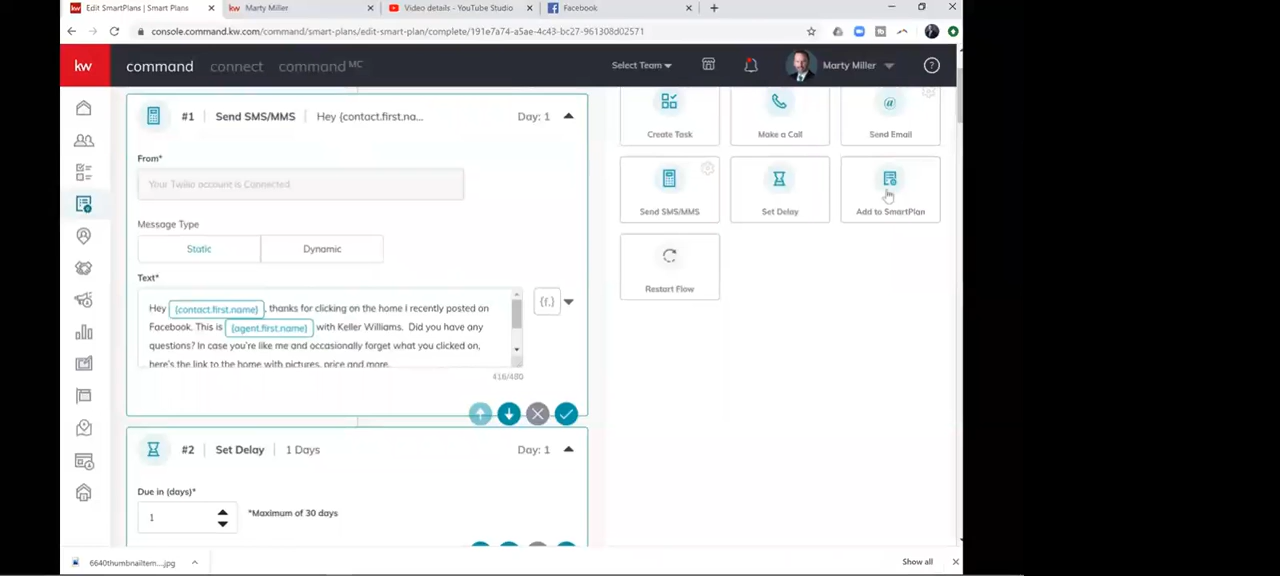 kw Edit SmartPlans | Smart Plans
kw Marty Miller
Video details - YouTube Studio
Facebook
console.command.kw.com/command/smart-plans/edit-smart-plan/complete/191e7a74-a5ae-4c43-bc27-961308d02571
kw command connect command MC
Select Team
Marty Miller
#1 Send SMS/MMS Hey {contact.first.na... Day: 1
From*
Your Twilio account is Connected
Message Type
Static Dynamic
Text*
Hey {contact.first.name}, thanks for clicking on the home I recently posted on
Facebook. This is {agent.first.name} with Keller Williams. Did you have any
questions? In case you're like me and occasionally forget what you clicked on,
here's the link to the home with pictures, price and more.
{f.}
416/480
#2 Set Delay 1 Days Day: 1
Due in (days)*
1 *Maximum of 30 days
Create Task
Make a Call
Send Email
Send SMS/MMS
Set Delay
Add to SmartPlan
Restart Flow
6640thumbnailtem....jpg
Show all